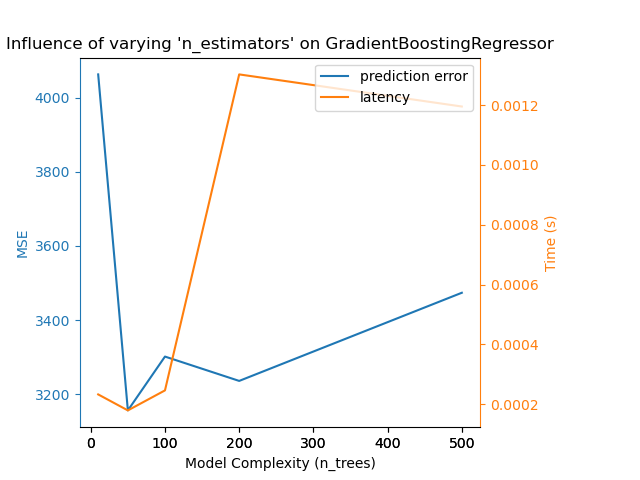 Influence of varying 'n_estimators' on GradientBoostingRegressor
prediction error
latency
4000
3800
3600
3400
3200
MSE
0.0012
0.0010
0.0008
0.0006
0.0004
0.0002
Time (s)
0 100 200 300 400 500
Model Complexity (n_trees)